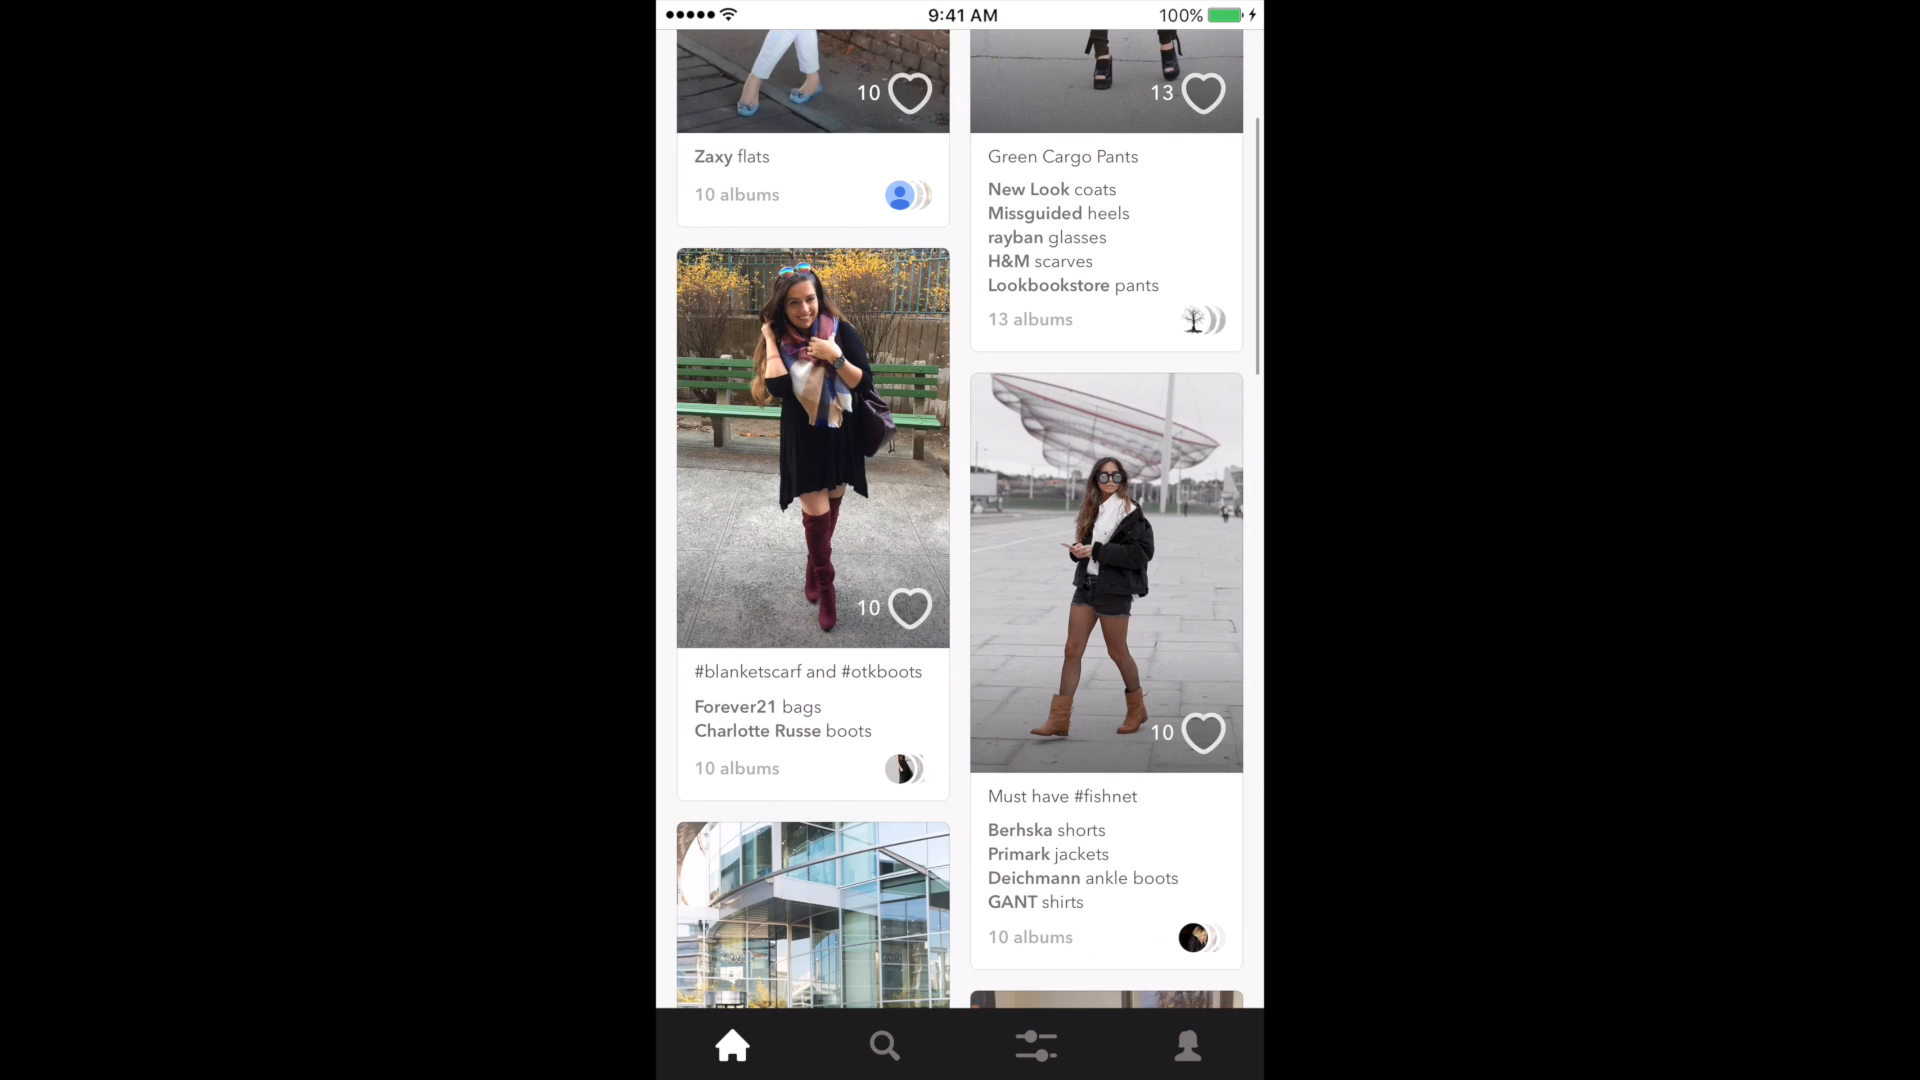 9:41 AM
100%
10
Zaxy flats
10 albums
10
#blanketscarf and #otkboots
Forever21 bags
Charlotte Russe boots
10 albums
13
Green Cargo Pants
New Look coats
Missguided heels
rayban glasses
H&M scarves
Lookbookstore pants
13 albums
10
Must have #fishnet
Berhska shorts
Primark jackets
Deichmann ankle boots
GANT shirts
10 albums